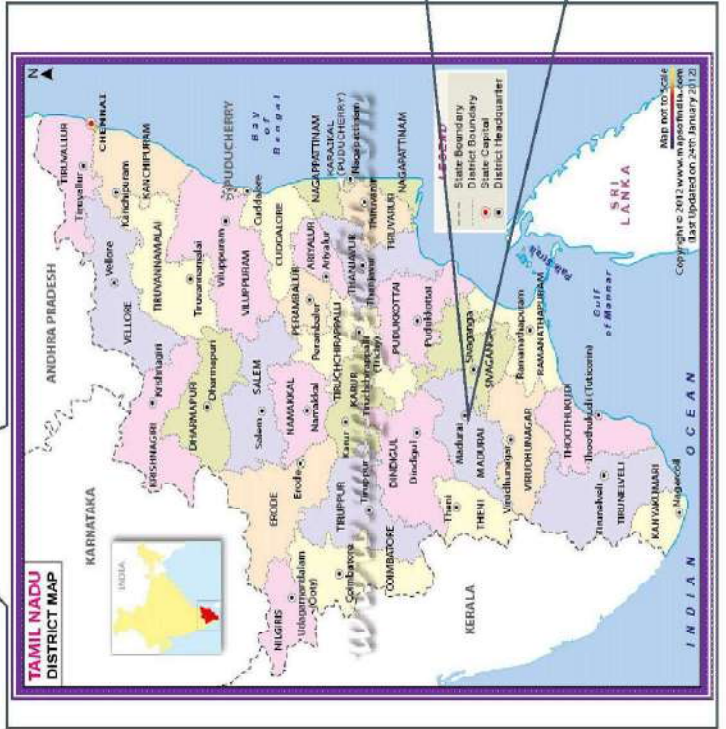 TAMIL NADU
DISTRICT MAP
N
INDIA
ANDHRA PRADESH
KARNATAKA
KERALA
PUDUCHERRY
Bay
of
Bengal
TIRUVALLUR
Tiruvallur
CHENNAI
Kanchipuram
KANCHIPURAM
Vellore
VELLORE
TIRUVANNAMALAI
Tiruvannamalai
Viluppuram
VILUPPURAM
KRISHNAGIRI
Krishnagiri
DHARMAPURI
Dharmapuri
SALEM
Salem
NAMAKKAL
Namakkal
ERODE
Erode
NILGIRIS
Udagamandalam
(Ooty)
Coimbatore
COIMBATORE
TIRUPPUR
Tiruppur
KARUR
Karur
Cuddalore
CUDDALORE
PERAMBALUR
Perambalur
ARIYALUR
Ariyalur
TIRUCHCHIRAPPALLI
Tiruchchirappalli
(Trichy)
THANJAVUR
Thanjavur
NAGAPPATTINAM
KARAIKAL
(PUDUCHERRY)
Nagapattinam
NAGAPATTINAM
Thiruvarur
TIRUVARUR
PUDUKKOTTAI
Pudukkottai
DINDIGUL
Dindigul
Madurai
MADURAI
Theni
THENI
Sivaganga
SIVAGANGA
Virudhunagar
VIRUDHUNAGAR
Ramanathapuram
RAMANATHAPURAM
THOOTHUKUDI
Thoothukudi (Tuticorin)
Tirunelveli
TIRUNELVELI
KANYAKUMARI
Nagercoil
Palk Strait
Gulf
of Mannar
SRI
LANKA
INDIAN OCEAN
LEGEND
State Boundary
District Boundary
State Capital
District Headquarter
Map not to Scale
Copyright © 2012 www.mapsofindia.com
(Last Updated on 24th January 2012)